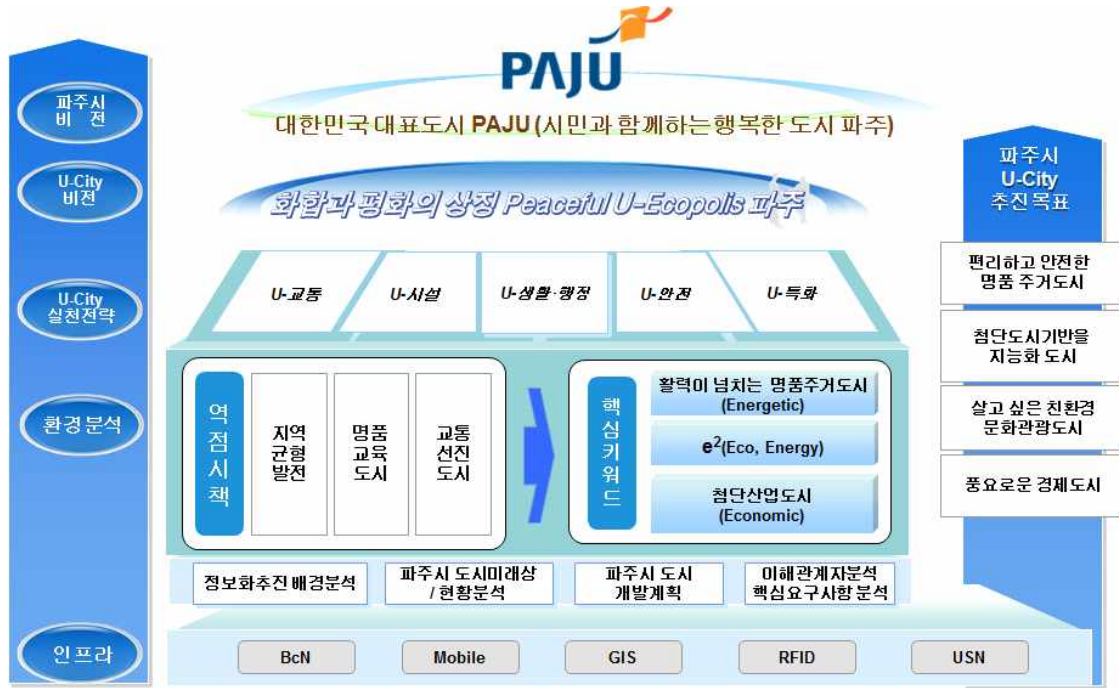 PAJU
대한민국 대표도시 PAJU (시민과 함께하는 행복한 도시 파주)
화합과 평화의 상징 Peaceful U-Ecopolis 파주
파주시
비 전
U-City
비전
U-City
실천전략
환경분석
인프라
U-교통
U-시설
U-생활·행정
U-안전
U-특화
역점시책
지역
균형
발전
명품
교육
도시
교통
선진
도시
핵심키워드
활력이 넘치는 명품주거도시
(Energetic)
e²(Eco, Energy)
첨단산업도시
(Economic)
정보화추진 배경분석
파주시 도시미래상
/ 현황분석
파주시 도시
개발계획
이해관계자분석
핵심요구사항 분석
BcN
Mobile
GIS
RFID
USN
파주시
U-City
추진목표
편리하고 안전한
명품 주거도시
첨단도시기반을
지능화 도시
살고 싶은 친환경
문화관광도시
풍요로운 경제도시